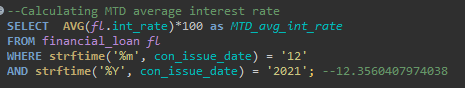 --Calculating MTD average interest rate
SELECT  AVG(fl.int_rate)*100 as MTD_avg_int_rate
FROM financial_loan fl
WHERE strftime('%m', con_issue_date) = '12'
AND strftime('%Y', con_issue_date) = '2021'; --12.3560407974038